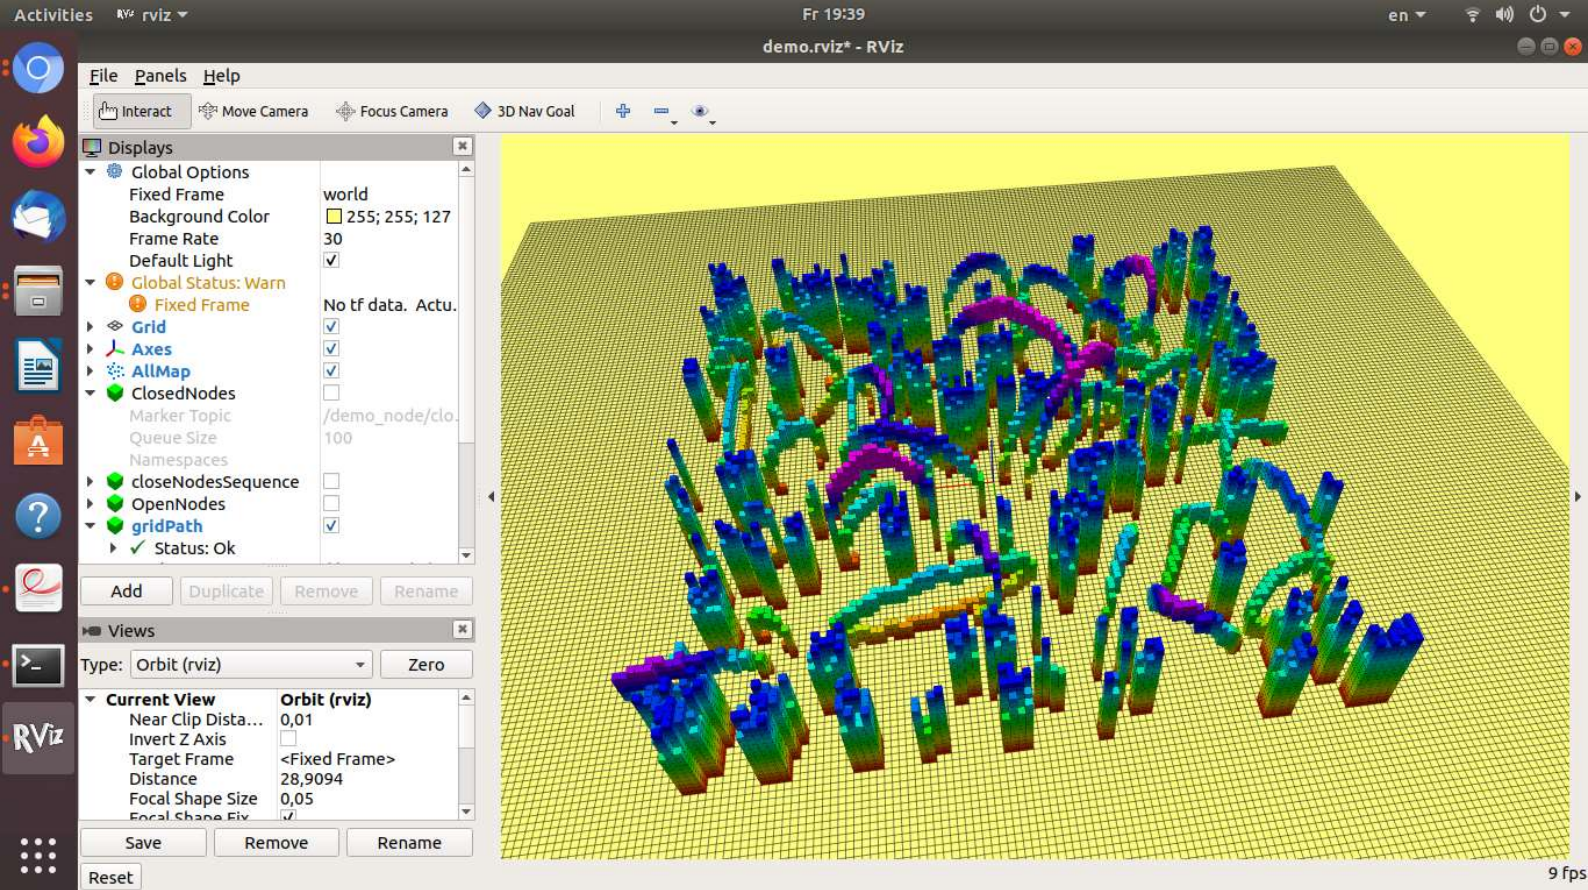 Activities
rviz
Fr 19:39
en
demo.rviz* - RViz
File Panels Help
Interact Move Camera Focus Camera 3D Nav Goal
Displays
Global Options
Fixed Frame world
Background Color 255; 255; 127
Frame Rate 30
Default Light
Global Status: Warn
Fixed Frame No tf data. Actu.
Grid
Axes
AllMap
ClosedNodes
Marker Topic /demo_node/clo.
Queue Size 100
Namespaces
closeNodesSequence
OpenNodes
gridPath
Status: Ok
Add Duplicate Remove Rename
Views
Type: Orbit (rviz) Zero
Current View Orbit (rviz)
Near Clip Dista... 0,01
Invert Z Axis
Target Frame <Fixed Frame>
Distance 28,9094
Focal Shape Size 0,05
Focal Shape Fix
Save Remove Rename
Reset
9 fps
RViz